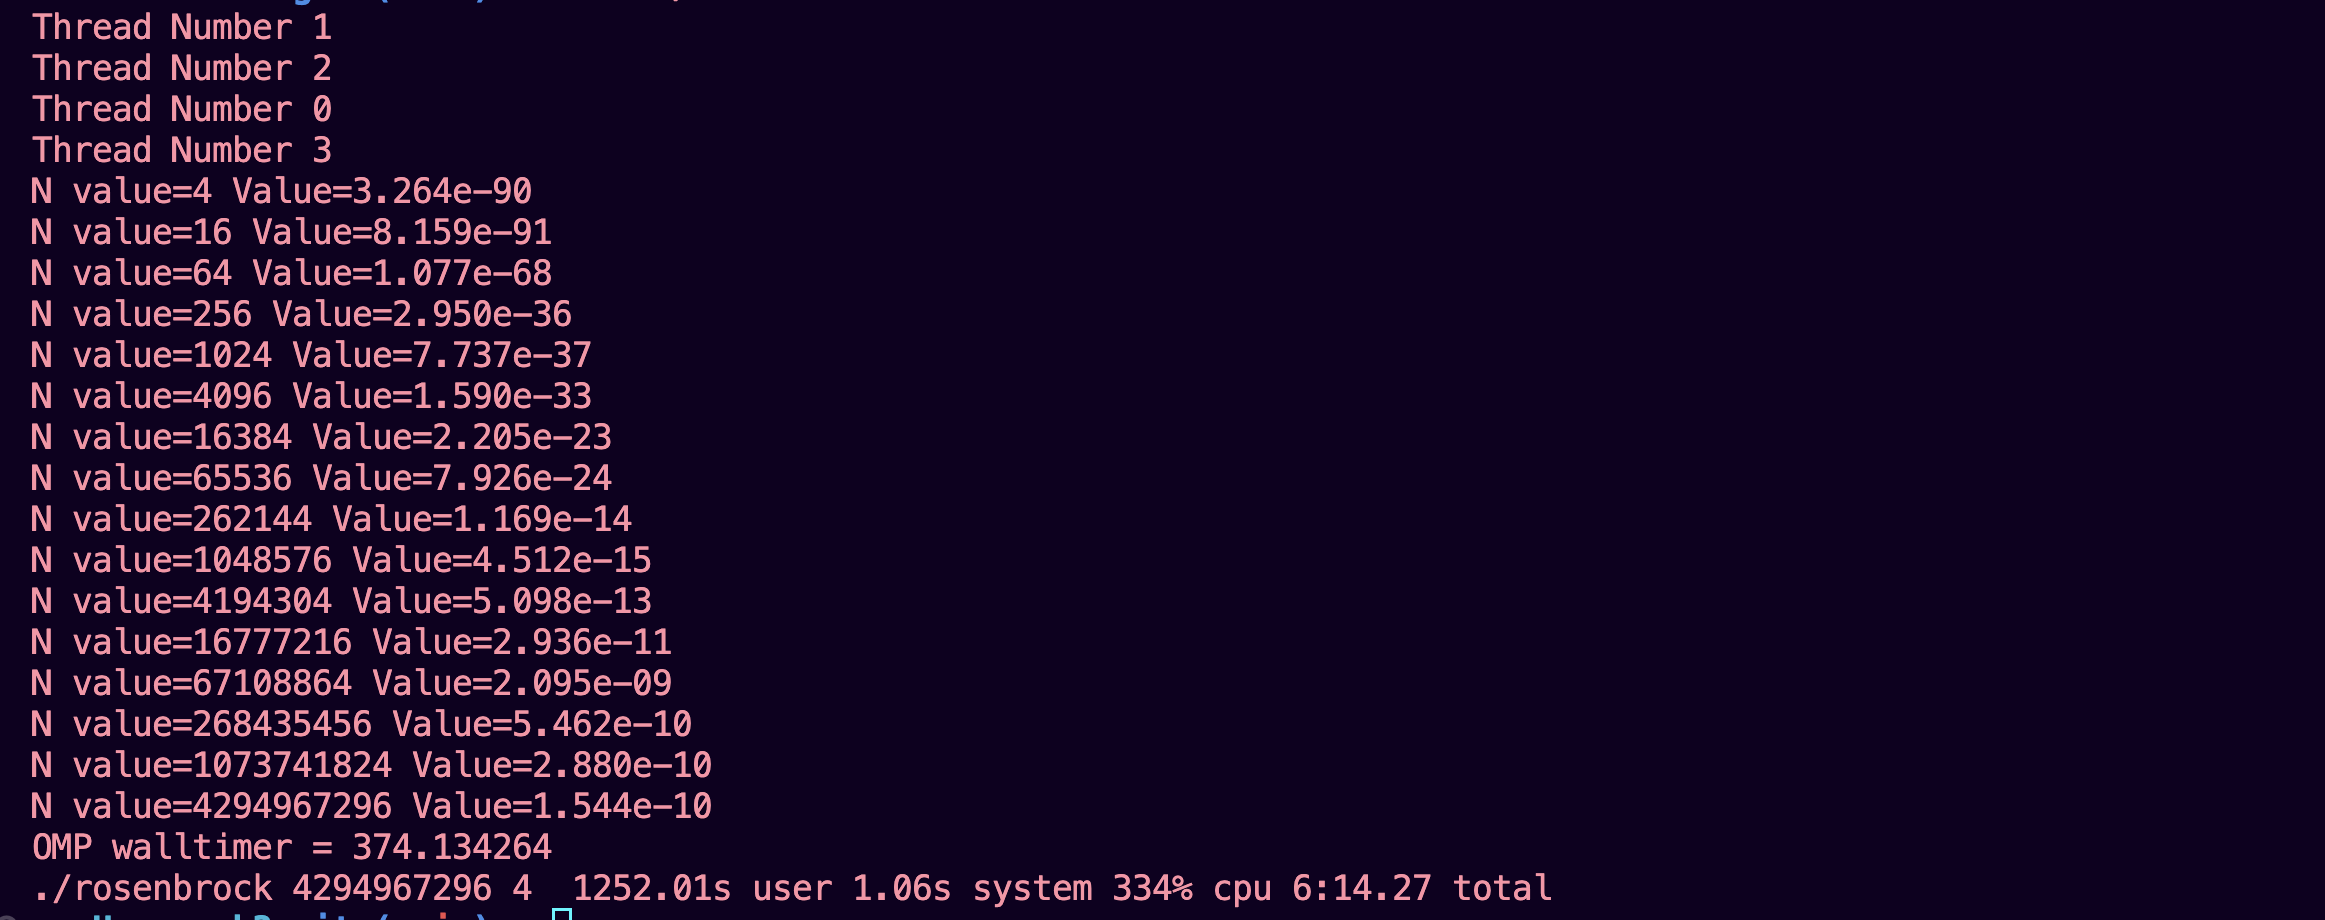 Thread Number 1
Thread Number 2
Thread Number 0
Thread Number 3
N value=4 Value=3.264e-90
N value=16 Value=8.159e-91
N value=64 Value=1.077e-68
N value=256 Value=2.950e-36
N value=1024 Value=7.737e-37
N value=4096 Value=1.590e-33
N value=16384 Value=2.205e-23
N value=65536 Value=7.926e-24
N value=262144 Value=1.169e-14
N value=1048576 Value=4.512e-15
N value=4194304 Value=5.098e-13
N value=16777216 Value=2.936e-11
N value=67108864 Value=2.095e-09
N value=268435456 Value=5.462e-10
N value=1073741824 Value=2.880e-10
N value=4294967296 Value=1.544e-10
OMP walltimer = 374.134264
./rosenbrock 4294967296 4  1252.01s user 1.06s system 334% cpu 6:14.27 total